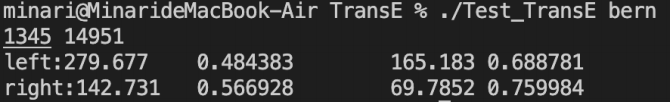 minari@MinarideMacBook-Air TransE % ./Test_TransE bern
1345 14951
left:279.677 0.484383 165.183 0.688781
right:142.731 0.566928 69.7852 0.759984